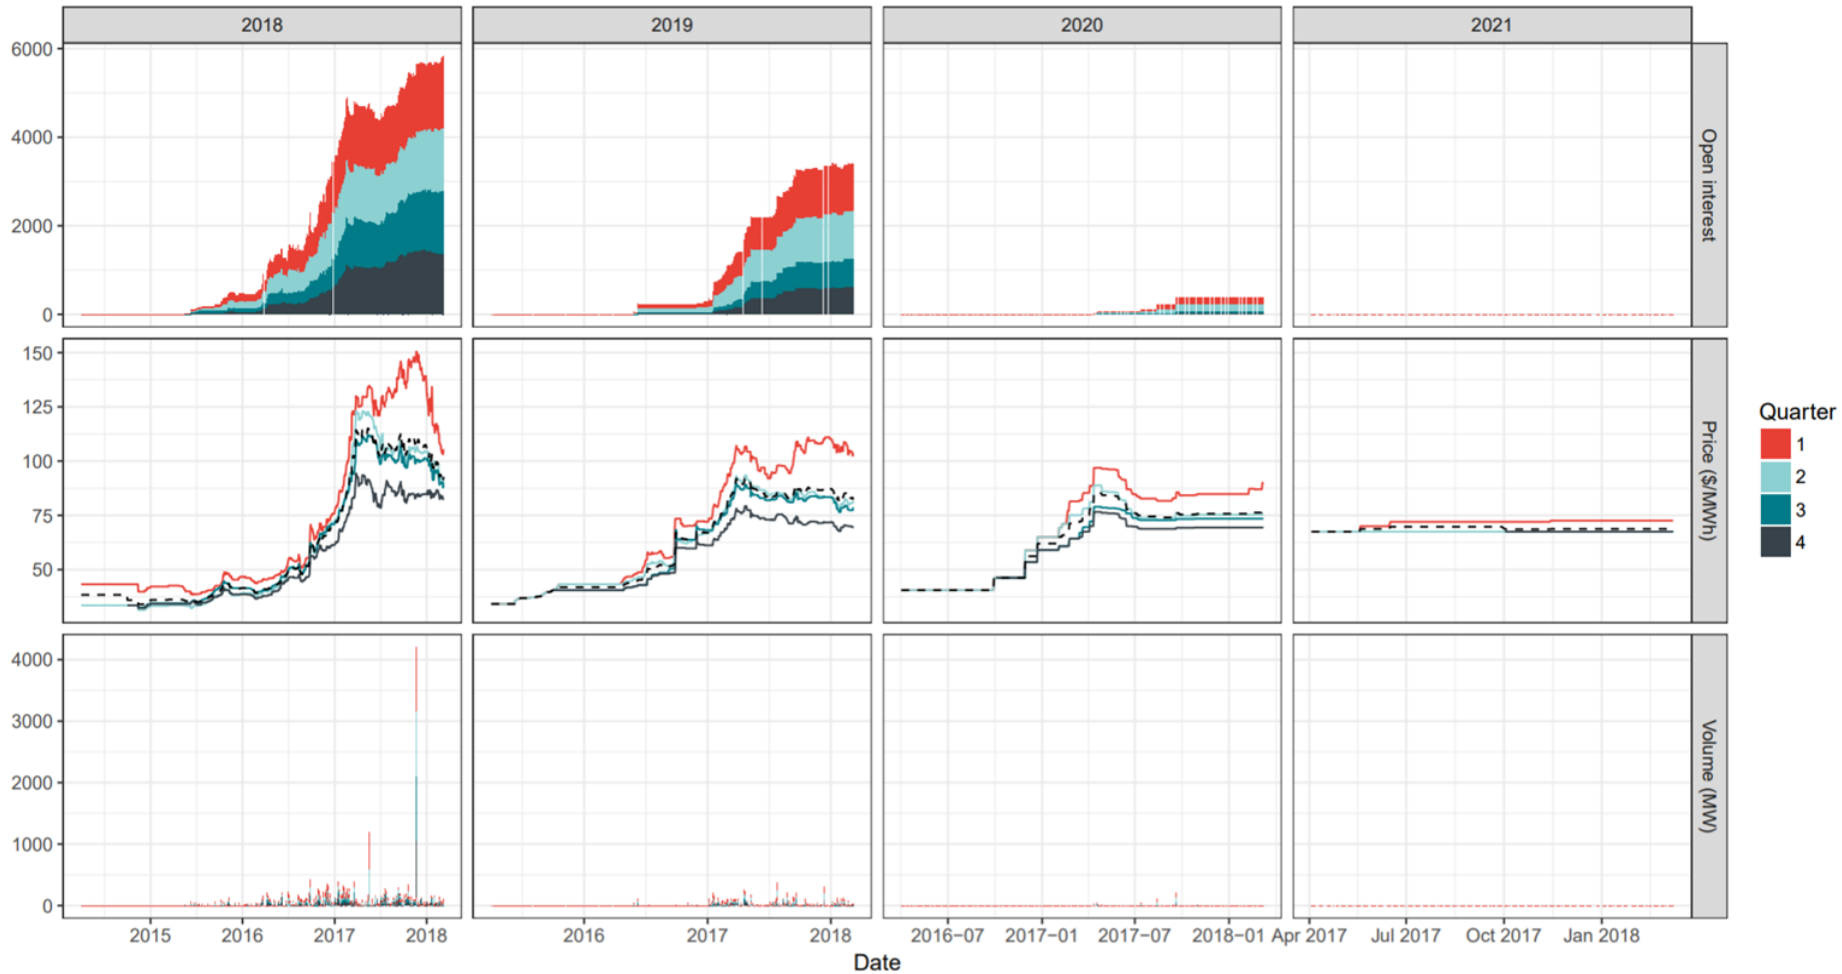 2018 2019 2020 2021
6000
4000
2000
0
Open interest
150
125
100
75
50
Price ($/MWh)
4000
3000
2000
1000
0
Volume (MW)
2015 2016 2017 2018 2016 2017 2018 2016−07 2017−01 2017−07 2018−01 Apr 2017 Jul 2017 Oct 2017 Jan 2018
Date
Quarter
1
2
3
4